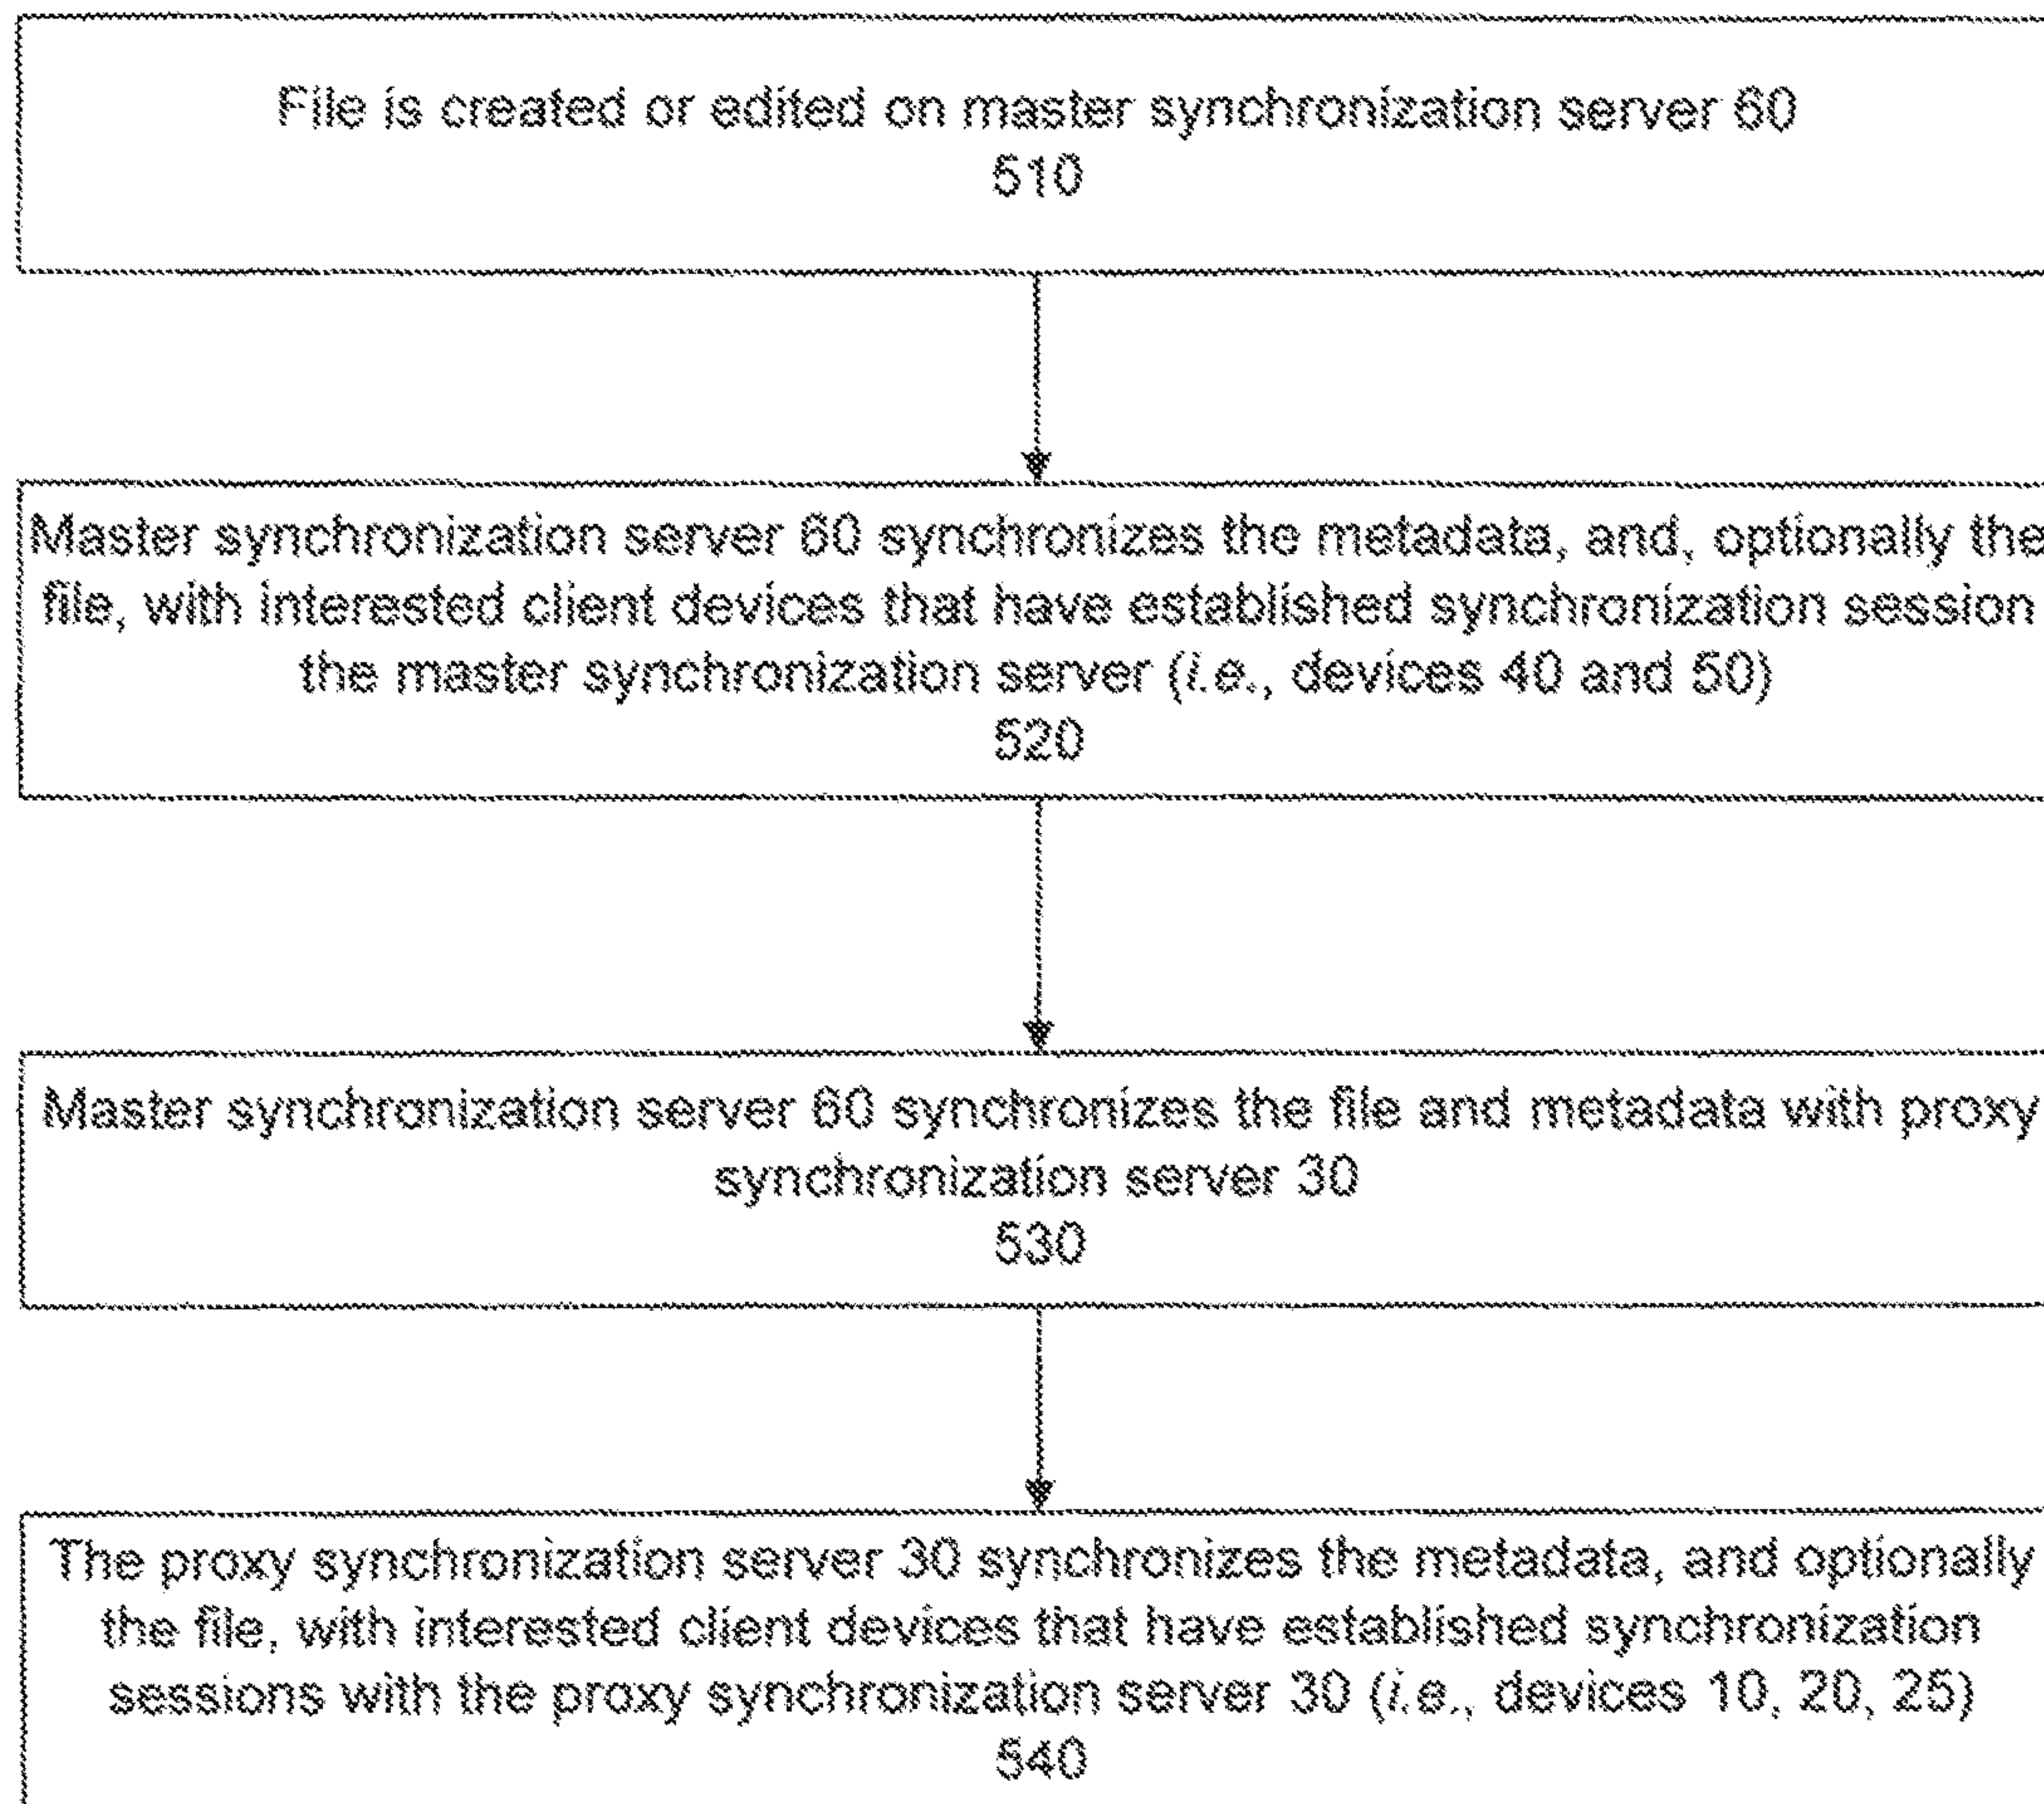 File is created or edited on master synchronization server 60
510
Master synchronization server 60 synchronizes the metadata, and, optionally the
file, with interested client devices that have established synchronization session
the master synchronization server (i.e., devices 40 and 50)
520
Master synchronization server 60 synchronizes the file and metadata with proxy
synchronization server 30
530
The proxy synchronization server 30 synchronizes the metadata, and optionally
the file, with interested client devices that have established synchronization
sessions with the proxy synchronization server 30 (i.e., devices 10, 20, 25)
540